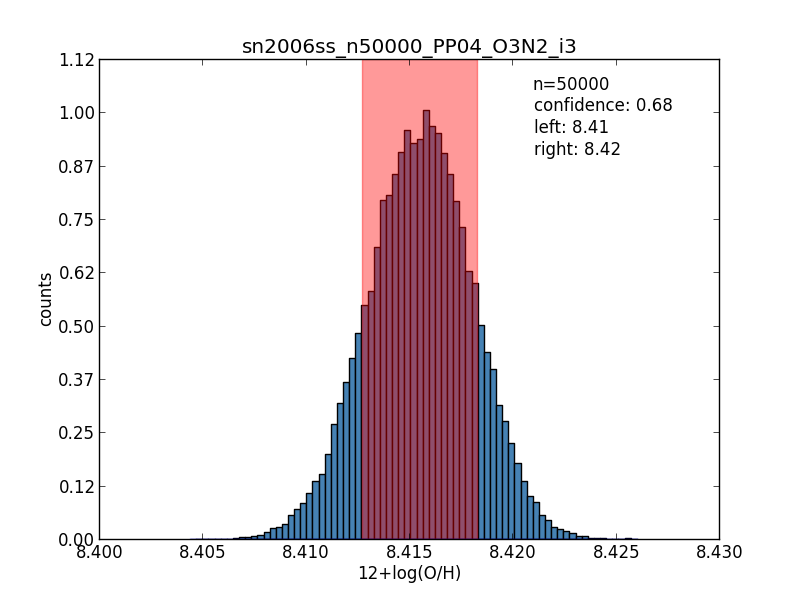 sn2006ss_n50000_PP04_O3N2_i3
n=50000
confidence: 0.68
left: 8.41
right: 8.42
counts
1.12
1.00
0.87
0.75
0.62
0.50
0.37
0.25
0.12
0.00
8.400 8.405 8.410 8.415 8.420 8.425 8.430
12+log(O/H)